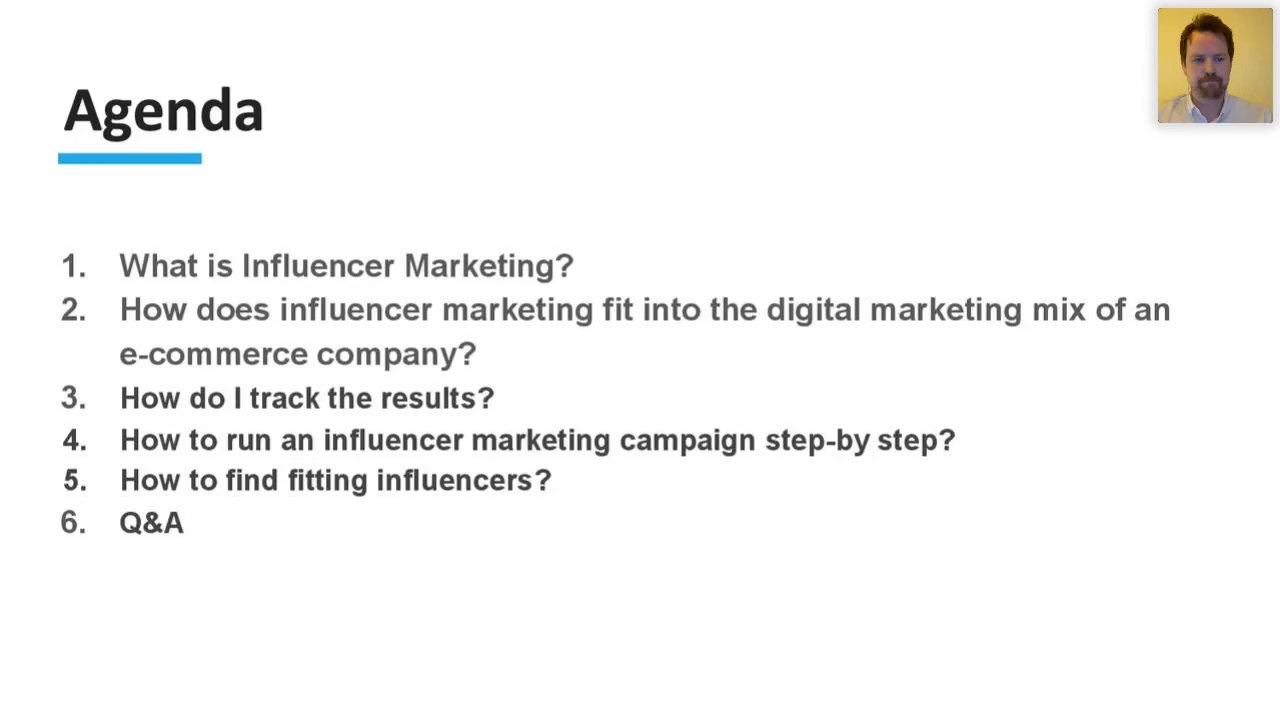 Agenda
1. What is Influencer Marketing?
2. How does influencer marketing fit into the digital marketing mix of an
e-commerce company?
3. How do I track the results?
4. How to run an influencer marketing campaign step-by step?
5. How to find fitting influencers?
6. Q&A